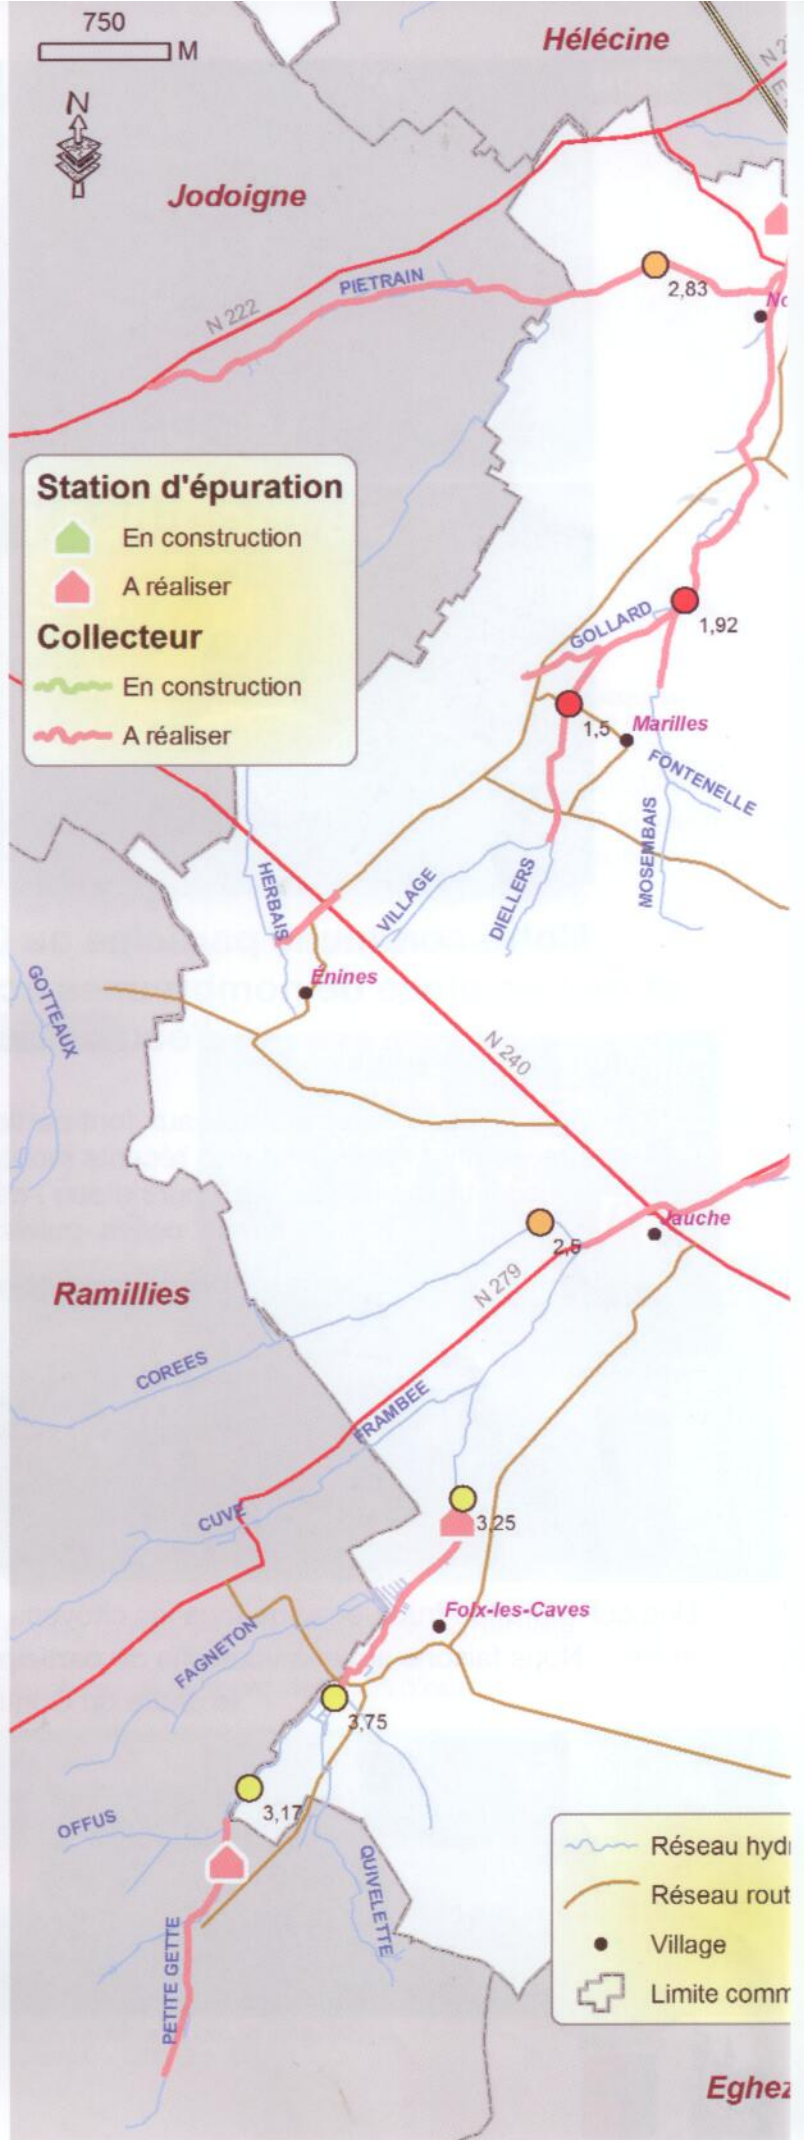 750
M
Hélécine
N
Jodoigne
PIETRAIN
2,83
N 222
Station d'épuration
En construction
A réaliser
Collecteur
En construction
A réaliser
GOLLARD
1,92
1,5
Marilles
FONTENELLE
MOSEMBAIS
HERBAIS
VILLAGE
DIELLERS
Énines
GOTTEAUX
N 240
Jauche
2,5
N 279
Ramillies
COREES
FRAMBEE
CUVE
3,25
Folx-les-Caves
FAGNETON
3,75
3,17
OFFUS
QUIVELETTE
PETITE GETTE
Réseau hyd
Réseau rout
Village
Limite comm
Eghez